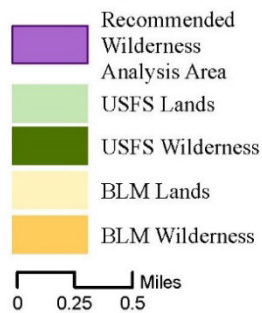 Recommended
Wilderness
Analysis Area
USFS Lands
USFS Wilderness
BLM Lands
BLM Wilderness
Miles
0 0.25 0.5